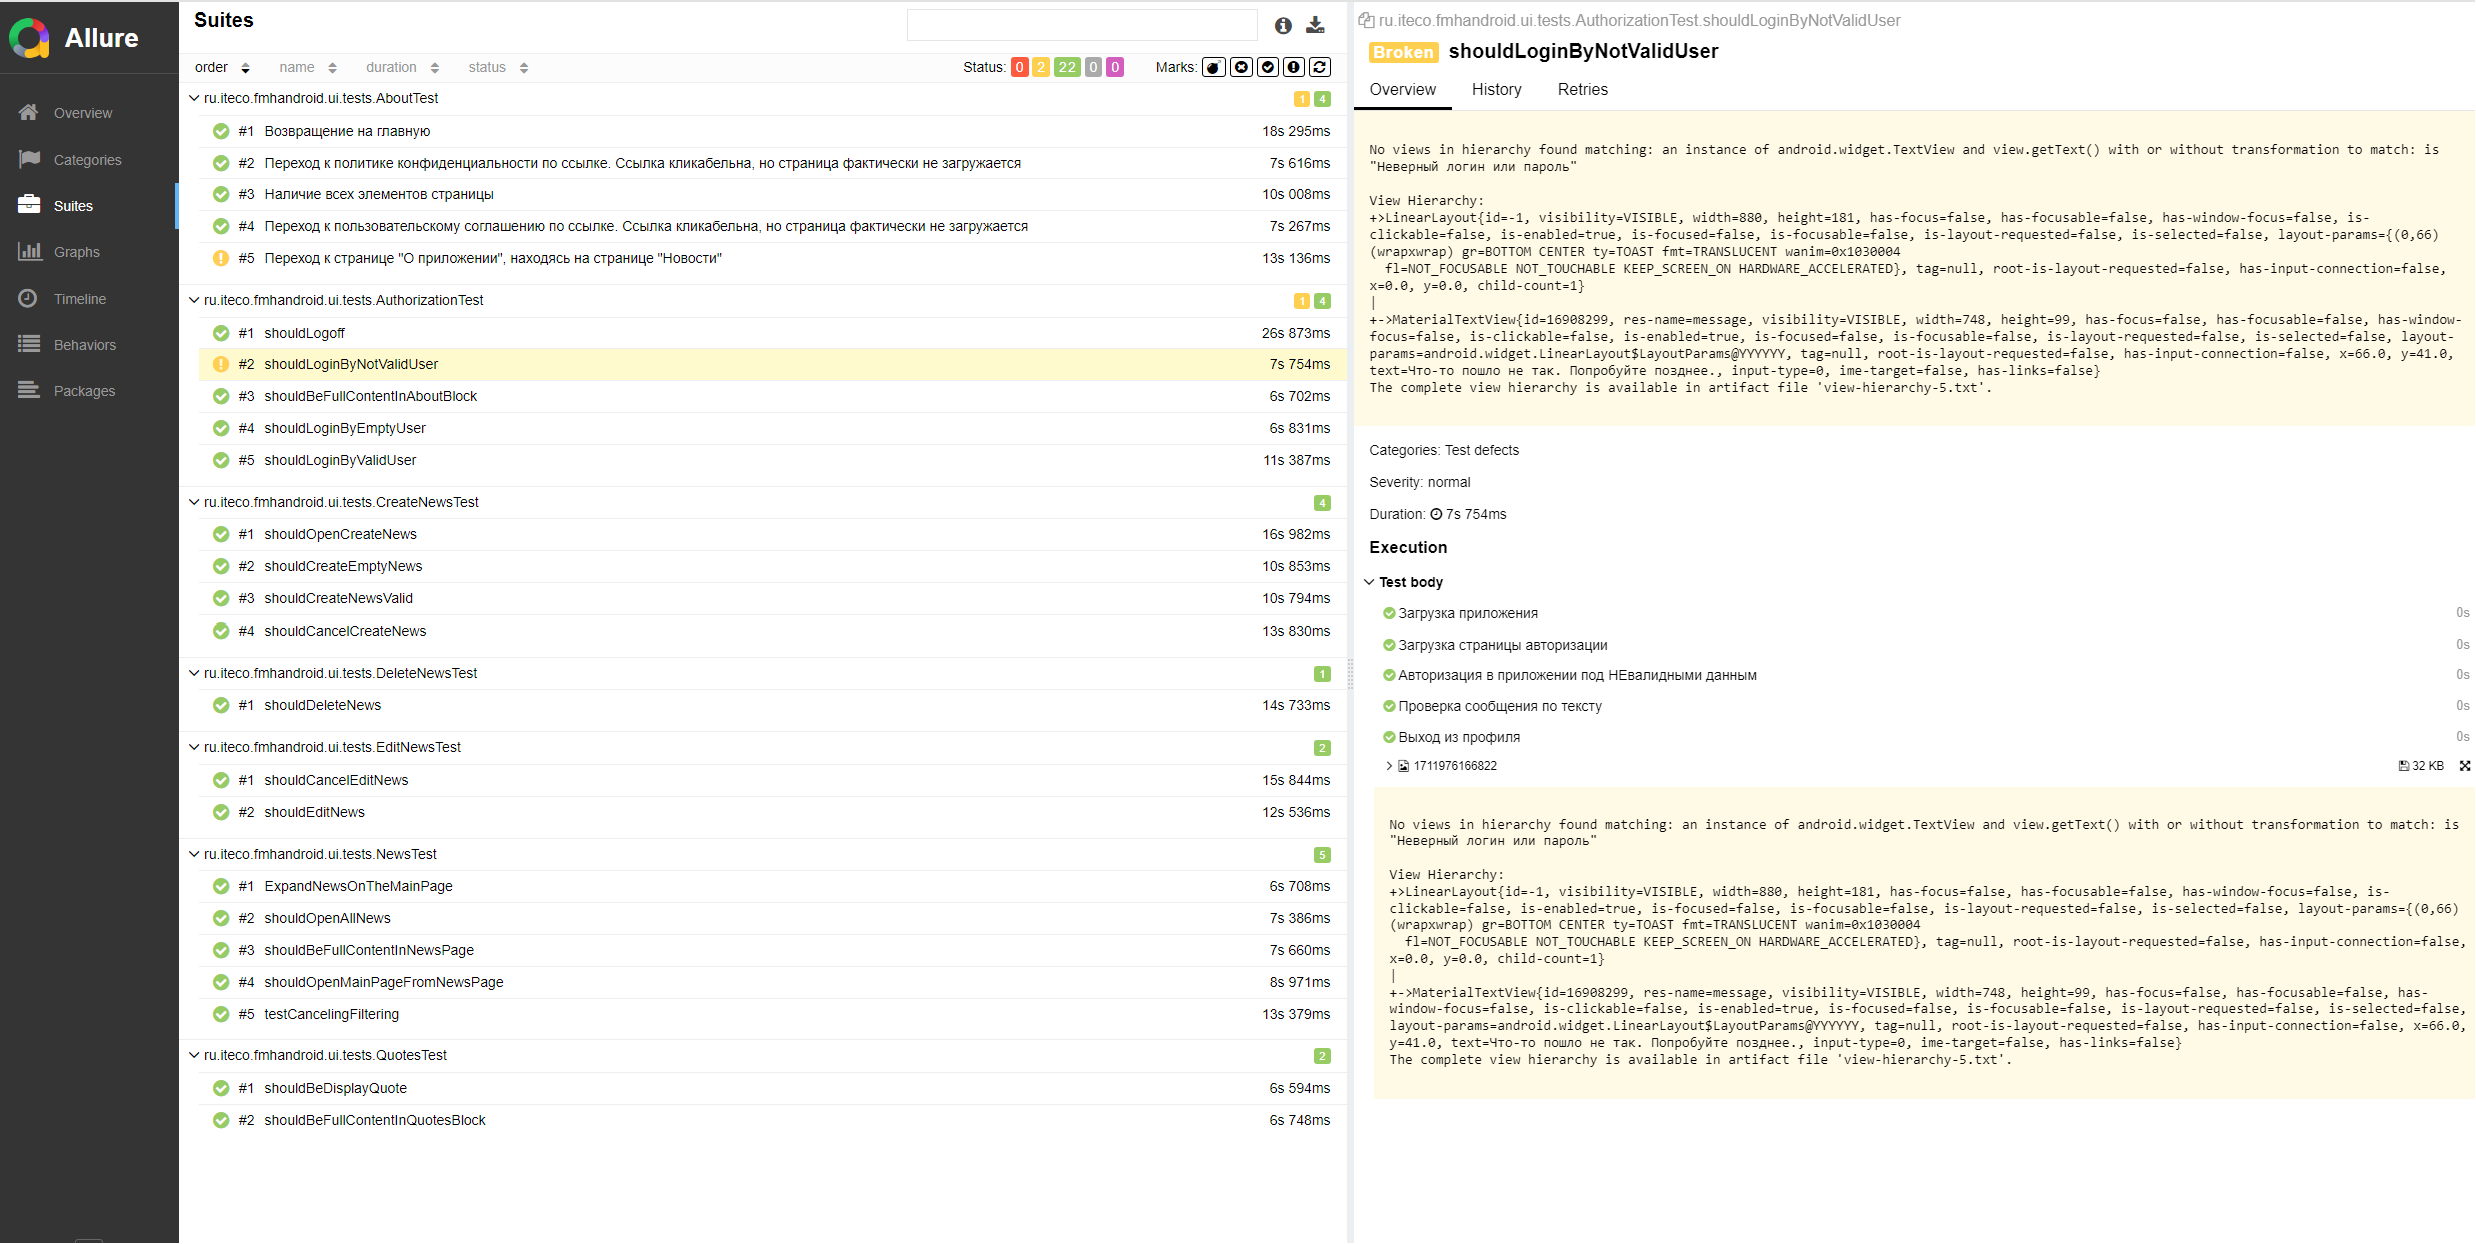 Allure
Overview
Categories
Suites
Graphs
Timeline
Behaviors
Packages
Suites
order name duration status
Status: 0 2 22 0 0 Marks:
ru.iteco.fmhandroid.ui.tests.AboutTest 1 4
#1 Возвращение на главную 18s 295ms
#2 Переход к политике конфиденциальности по ссылке. Ссылка кликабельна, но страница фактически не загружается 7s 616ms
#3 Наличие всех элементов страницы 10s 008ms
#4 Переход к пользовательскому соглашению по ссылке. Ссылка кликабельна, но страница фактически не загружается 7s 267ms
#5 Переход к странице "О приложении", находясь на странице "Новости" 13s 136ms
ru.iteco.fmhandroid.ui.tests.AuthorizationTest 1 4
#1 shouldLogoff 26s 873ms
#2 shouldLoginByNotValidUser 7s 754ms
#3 shouldBeFullContentInAboutBlock 6s 702ms
#4 shouldLoginByEmptyUser 6s 831ms
#5 shouldLoginByValidUser 11s 387ms
ru.iteco.fmhandroid.ui.tests.CreateNewsTest 4
#1 shouldOpenCreateNews 16s 982ms
#2 shouldCreateEmptyNews 10s 853ms
#3 shouldCreateNewsValid 10s 794ms
#4 shouldCancelCreateNews 13s 830ms
ru.iteco.fmhandroid.ui.tests.DeleteNewsTest 1
#1 shouldDeleteNews 14s 733ms
ru.iteco.fmhandroid.ui.tests.EditNewsTest 2
#1 shouldCancelEditNews 15s 844ms
#2 shouldEditNews 12s 536ms
ru.iteco.fmhandroid.ui.tests.NewsTest 5
#1 ExpandNewsOnTheMainPage 6s 708ms
#2 shouldOpenAllNews 7s 386ms
#3 shouldBeFullContentInNewsPage 7s 660ms
#4 shouldOpenMainPageFromNewsPage 8s 971ms
#5 testCancelingFiltering 13s 379ms
ru.iteco.fmhandroid.ui.tests.QuotesTest 2
#1 shouldBeDisplayQuote 6s 594ms
#2 shouldBeFullContentInQuotesBlock 6s 748ms
ru.iteco.fmhandroid.ui.tests.AuthorizationTest.shouldLoginByNotValidUser
Broken shouldLoginByNotValidUser
Overview History Retries
No views in hierarchy found matching: an instance of android.widget.TextView and view.getText() with or without transformation to match: is
"Неверный логин или пароль"
View Hierarchy:
+>LinearLayout{id=-1, visibility=VISIBLE, width=880, height=181, has-focus=false, has-focusable=false, has-window-focus=false, is-
clickable=false, is-enabled=true, is-focused=false, is-focusable=false, is-layout-requested=false, is-selected=false, layout-params={(0,66)
(wrapxwrap) gr=BOTTOM CENTER ty=TOAST fmt=TRANSLUCENT wanim=0x1030004
fl=NOT_FOCUSABLE NOT_TOUCHABLE KEEP_SCREEN_ON HARDWARE_ACCELERATED}, tag=null, root-is-layout-requested=false, has-input-connection=false,
x=0.0, y=0.0, child-count=1}
|
+->MaterialTextView{id=16908299, res-name=message, visibility=VISIBLE, width=748, height=99, has-focus=false, has-focusable=false, has-window-
focus=false, is-clickable=false, is-enabled=true, is-focused=false, is-focusable=false, is-layout-requested=false, is-selected=false, layout-
params=android.widget.LinearLayout$LayoutParams@YYYYYY, tag=null, root-is-layout-requested=false, has-input-connection=false, x=66.0, y=41.0,
text=Что-то пошло не так. Попробуйте позднее., input-type=0, ime-target=false, has-links=false}
The complete view hierarchy is available in artifact file 'view-hierarchy-5.txt'.
Categories: Test defects
Severity: normal
Duration: 7s 754ms
Execution
Test body
Загрузка приложения 0s
Загрузка страницы авторизации 0s
Авторизация в приложении под НЕвалидными данным 0s
Проверка сообщения по тексту 0s
Выход из профиля 0s
1711976166822 32 KB
No views in hierarchy found matching: an instance of android.widget.TextView and view.getText() with or without transformation to match: is
"Неверный логин или пароль"
View Hierarchy:
+>LinearLayout{id=-1, visibility=VISIBLE, width=880, height=181, has-focus=false, has-focusable=false, has-window-focus=false, is-
clickable=false, is-enabled=true, is-focused=false, is-focusable=false, is-layout-requested=false, is-selected=false, layout-params={(0,66)
(wrapxwrap) gr=BOTTOM CENTER ty=TOAST fmt=TRANSLUCENT wanim=0x1030004
fl=NOT_FOCUSABLE NOT_TOUCHABLE KEEP_SCREEN_ON HARDWARE_ACCELERATED}, tag=null, root-is-layout-requested=false, has-input-connection=false,
x=0.0, y=0.0, child-count=1}
|
+->MaterialTextView{id=16908299, res-name=message, visibility=VISIBLE, width=748, height=99, has-focus=false, has-focusable=false, has-
window-focus=false, is-clickable=false, is-enabled=true, is-focused=false, is-focusable=false, is-layout-requested=false, is-selected=false,
layout-params=android.widget.LinearLayout$LayoutParams@YYYYYY, tag=null, root-is-layout-requested=false, has-input-connection=false, x=66.0,
y=41.0, text=Что-то пошло не так. Попробуйте позднее., input-type=0, ime-target=false, has-links=false}
The complete view hierarchy is available in artifact file 'view-hierarchy-5.txt'.